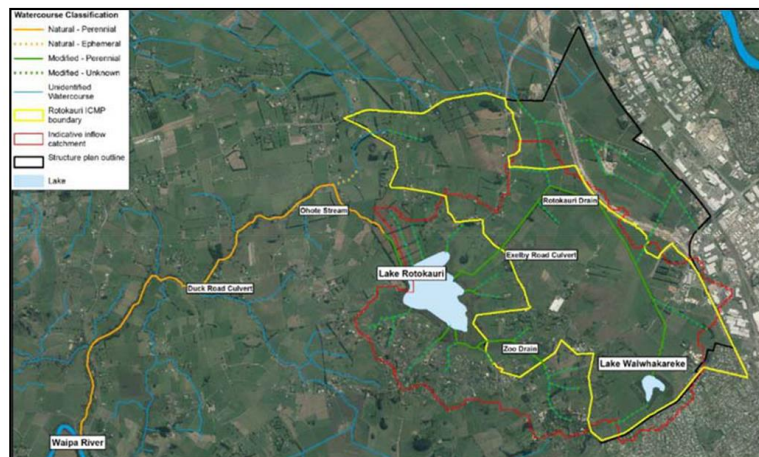 Watercourse Classification
Natural - Perennial
Natural - Ephemeral
Modified - Perennial
Modified - Unknown
Unidentified
Watercourse
Rotokauri ICMP
boundary
Indicative inflow
catchment
Structure plan outline
Lake
Rotokauri Drain
Ohote Stream
Exelby Road Culvert
Lake Rotokauri
Duck Road Culvert
Zoo Drain
Lake Waiwhakareke
Waipa River